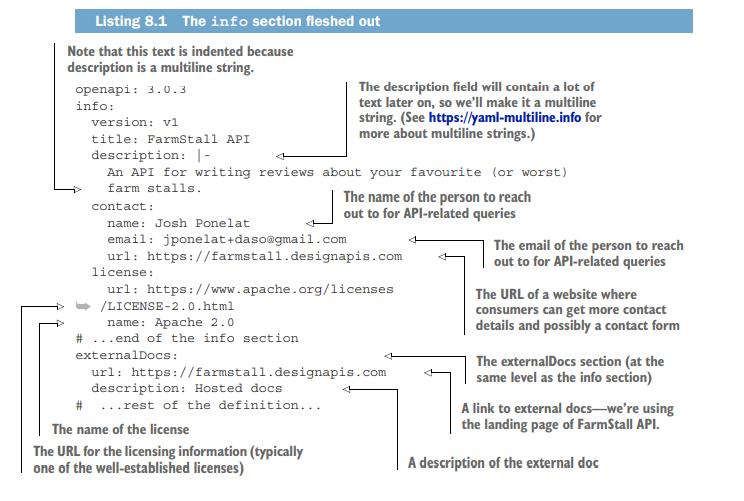 Listing 8.1 The info section fleshed out
Note that this text is indented because
description is a multiline string.
openapi: 3.0.3
info:
version: v1
title: FarmStall API
description: |-
An API for writing reviews about your favourite (or worst)
farm stalls.
contact:
name: Josh Ponelat
email: jponelat+daso@gmail.com
url: https://farmstall.designapis.com
license:
url: https://www.apache.org/licenses
➥ /LICENSE-2.0.html
name: Apache 2.0
# ...end of the info section
externalDocs:
url: https://farmstall.designapis.com
description: Hosted docs
# ...rest of the definition...
The description field will contain a lot of
text later on, so we'll make it a multiline
string. (See https://yaml-multiline.info for
more about multiline strings.)
The name of the person to reach
out to for API-related queries
The email of the person to reach
out to for API-related queries
The URL of a website where
consumers can get more contact
details and possibly a contact form
The externalDocs section (at the
same level as the info section)
A link to external docs—we're using
the landing page of FarmStall API.
A description of the external doc
The name of the license
The URL for the licensing information (typically
one of the well-established licenses)